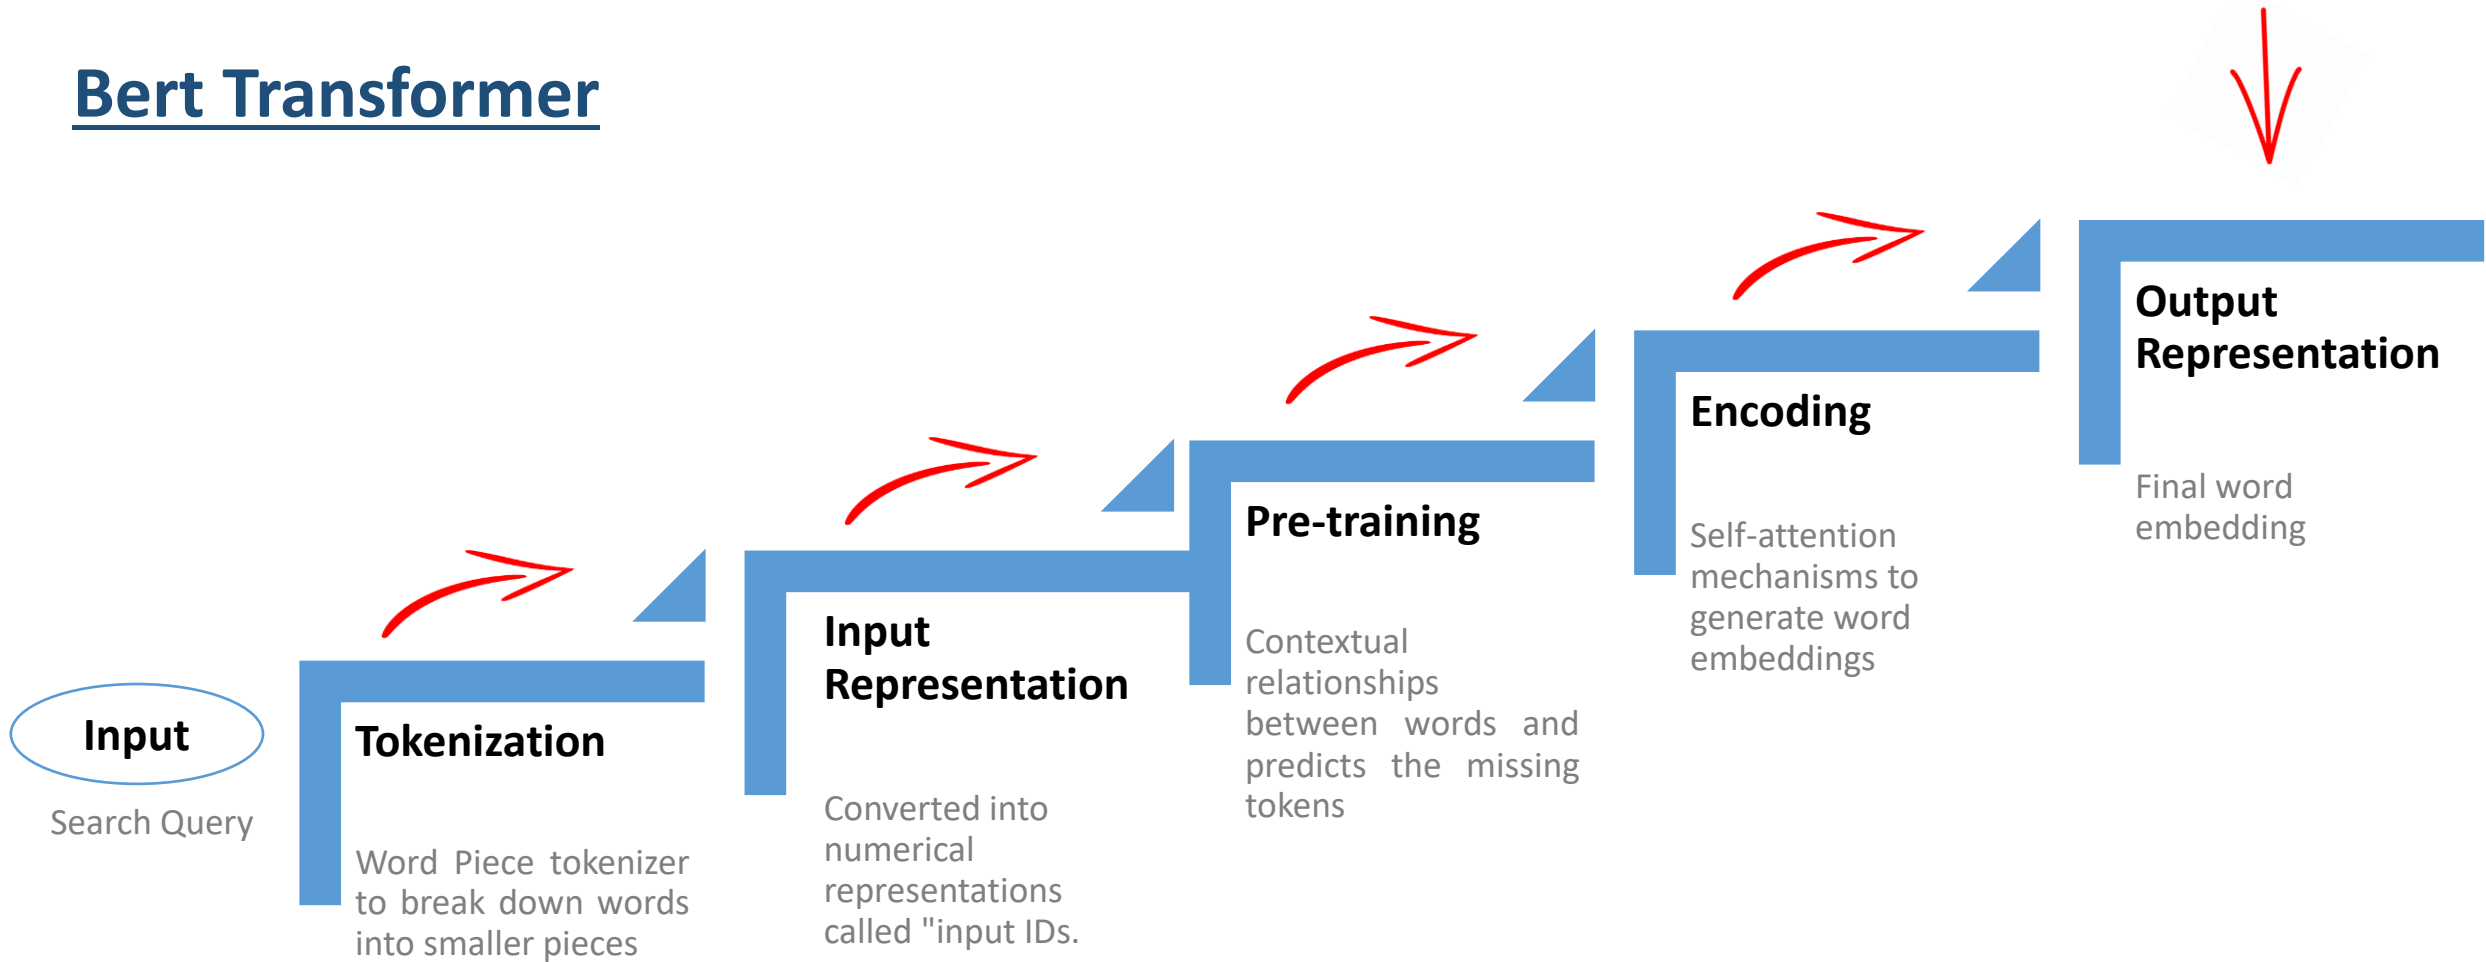 Bert Transformer
Input
Search Query
Tokenization
Word Piece tokenizer
to break down words
into smaller pieces
Input
Representation
Converted into
numerical
representations
called "input IDs.
Pre-training
Contextual
relationships
between words and
predicts the missing
tokens
Encoding
Self-attention
mechanisms to
generate word
embeddings
Output
Representation
Final word
embedding